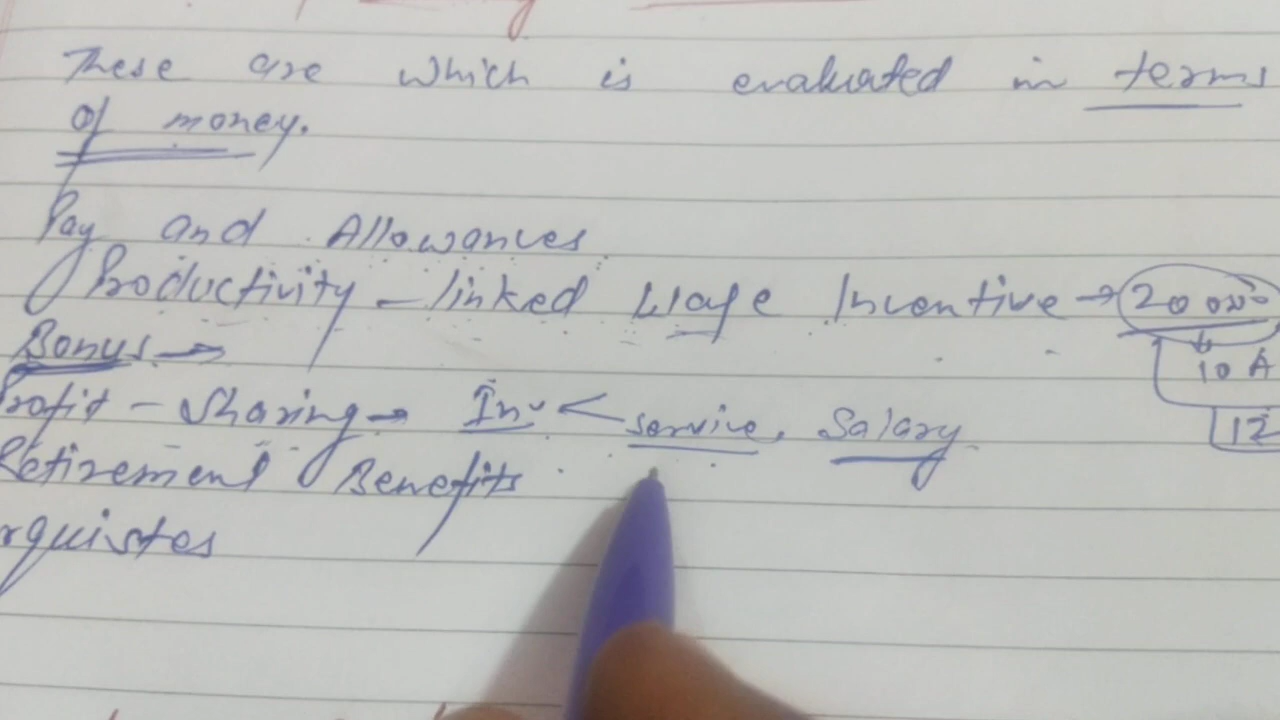 These are which is evaluated in terms
of money.
Pay and Allowances
Productivity - linked Wage Incentive → 20000
10 A
Bonus →
Profit - Sharing → Inv < service, Salary
12
Retirement Benefits
rquistes